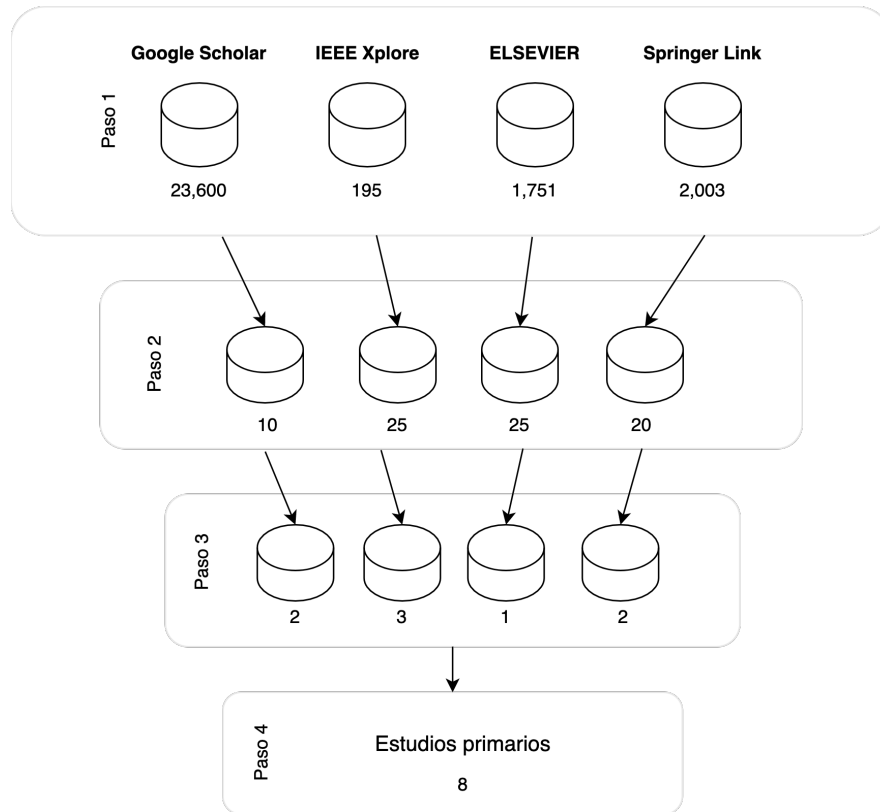 Google Scholar IEEE Xplore ELSEVIER Springer Link
Paso 1
23,600 195 1,751 2,003
Paso 2
10 25 25 20
Paso 3
2 3 1 2
Paso 4
Estudios primarios
8